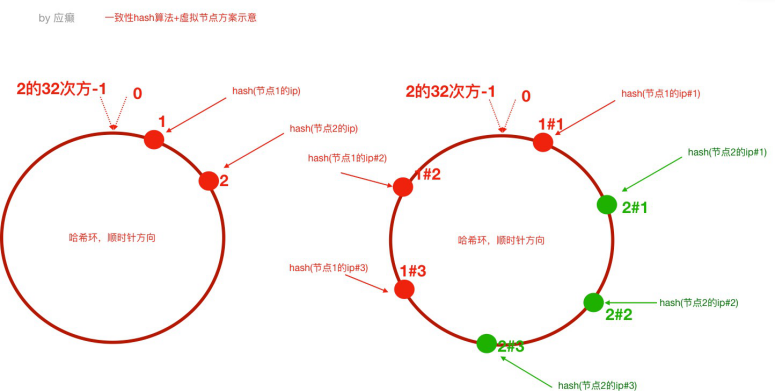 by 应癫
一致性hash算法+虚拟节点方案示意
2的32次方-1
0
hash(节点1的ip)
1
hash(节点2的ip)
2
哈希环，顺时针方向
2的32次方-1
0
hash(节点1的ip#1)
1#1
hash(节点2的ip#1)
hash(节点1的ip#2)
1#2
2#1
哈希环，顺时针方向
hash(节点1的ip#3)
1#3
hash(节点2的ip#2)
2#2
2#3
hash(节点2的ip#3)